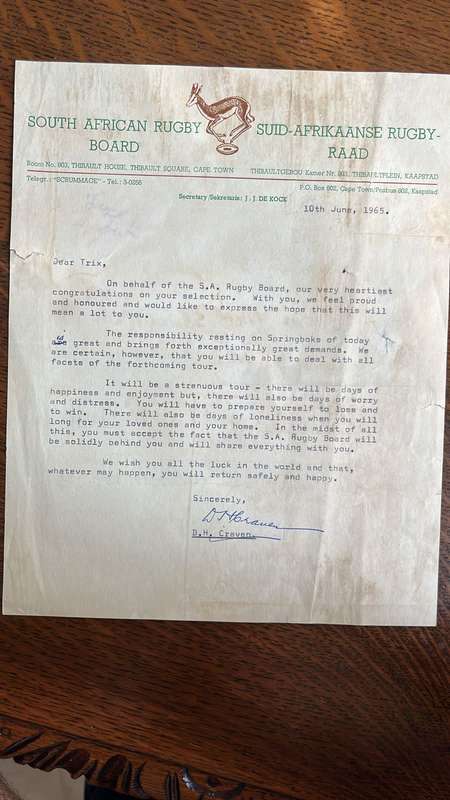 SOUTH AFRICAN RUGBY BOARD
SUID-AFRIKAANSE RUGBY-RAAD
Room No. 803, THIBAULT HOUSE, THIBAULT SQUARE, CAPE TOWN
THIBAULTGEBOU Kamer Nr. 803, THIBAULTPLEIN, KAAPSTAD
Telegr.: "SCRUMMAGE" - Tel.: 3-0256
P.O. Box 802, Cape Town/Posbus 802, Kaapstad
Secretary/Sekretaris: J. J. DE KOCK
10th June, 1965.
Dear Trix,
On behalf of the S.A. Rugby Board, our very heartiest
congratulations on your selection. With you, we feel proud
and honoured and would like to express the hope that this will
mean a lot to you.
The responsibility resting on Springboks of today
is great and brings forth exceptionally great demands. We
are certain, however, that you will be able to deal with all
facets of the forthcoming tour.
It will be a strenuous tour - there will be days of
happiness and enjoyment but, there will also be days of worry
and distress. You will have to prepare yourself to loss and
to win. There will also be days of loneliness when you will
long for your loved ones and your home. In the midst of all
this, you must accept the fact that the S.A. Rugby Board will
be solidly behind you and will share everything with you.
We wish you all the luck in the world and that,
whatever may happen, you will return safely and happy.
Sincerely,
D H Craven
D.H. Craven.